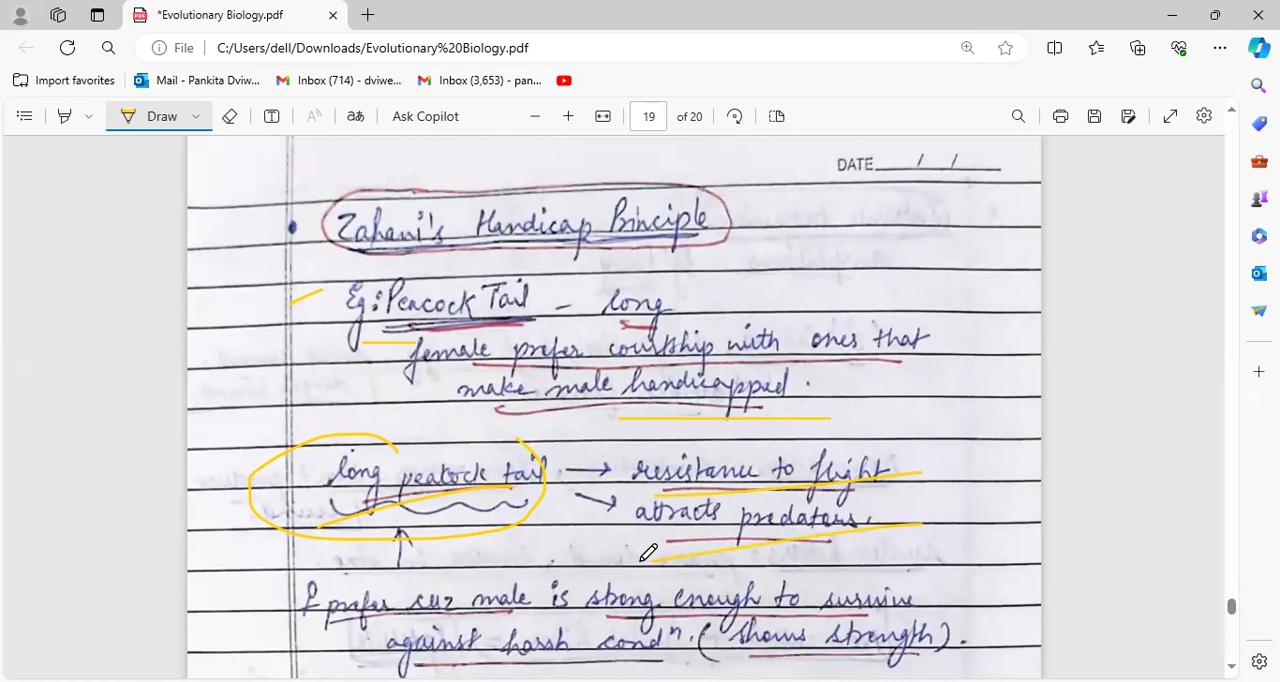 *Evolutionary Biology.pdf
File C:/Users/dell/Downloads/Evolutionary%20Biology.pdf
Import favorites Mail - Pankita Dviw... Inbox (714) - dviwe... Inbox (3,653) - pan...
Draw Ask Copilot 19 of 20
DATE / /
Zahavi's Handicap Principle
Eg: Peacock Tail - long
female prefer courtship with ones that
make male handicapped.
long peacock tail → resistance to flight
→ attracts predators.
f prefer cuz male is strong enough to survive
against harsh condn. (shows strength).